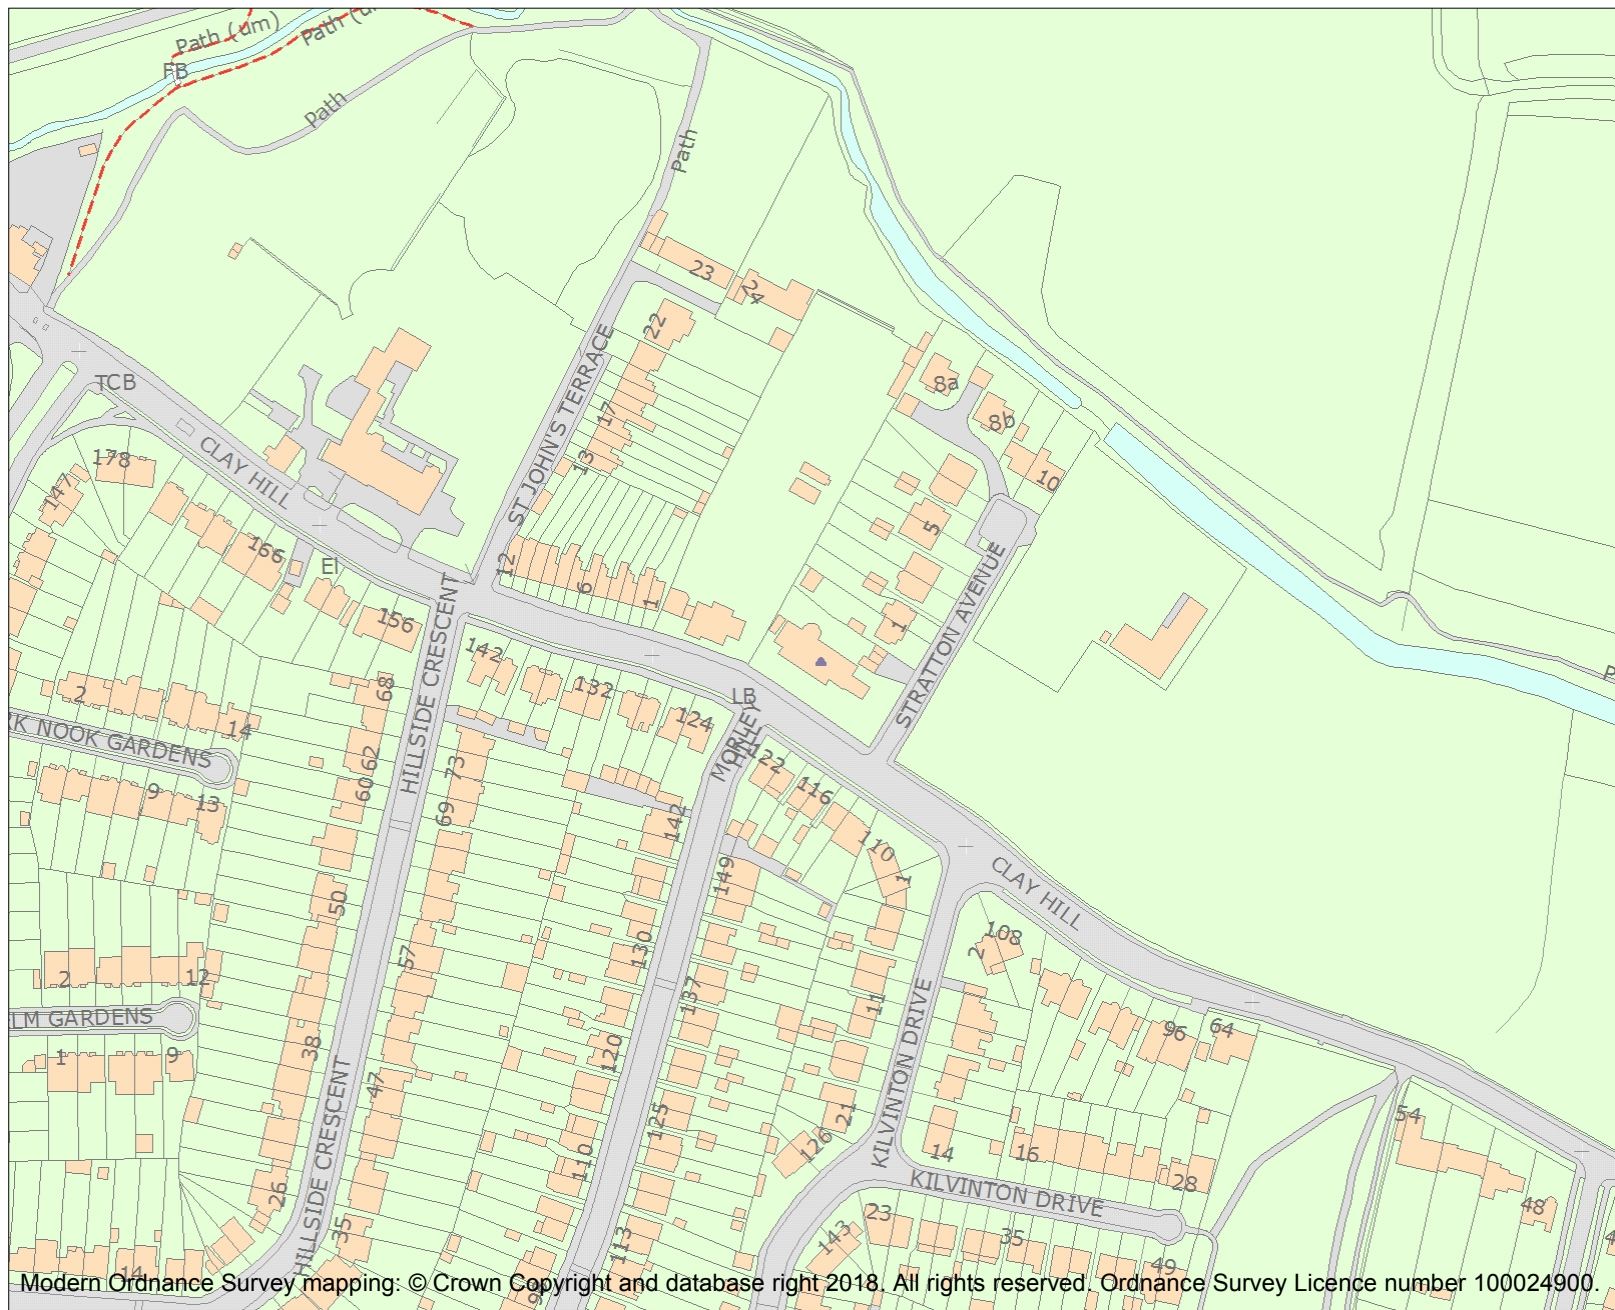 Path (um)
Path (u
FB
Path
Path
TCB
CLAY HILL
ST JOHN'S TERRACE
23
24
22
17
13
8a
8b
10
5
1
STRATTON AVENUE
178
147
166
El
156
12
6
1
142
132
124
LB
MORLEY
HILL
122
116
110
1
HILLSIDE CRESCENT
68
62
60
73
69
2
14
RK NOOK GARDENS
9
13
142
149
CLAY HILL
108
2
50
57
130
137
11
96
64
2
12
LM GARDENS
1
9
38
47
120
125
21
126
KILVINTON DRIVE
14
16
28
KILVINTON DRIVE
54
48
HILLSIDE CRESCENT
26
35
110
113
143
23
35
49
14
98
4
Modern Ordnance Survey mapping: © Crown Copyright and database right 2018. All rights reserved. Ordnance Survey Licence number 100024900.